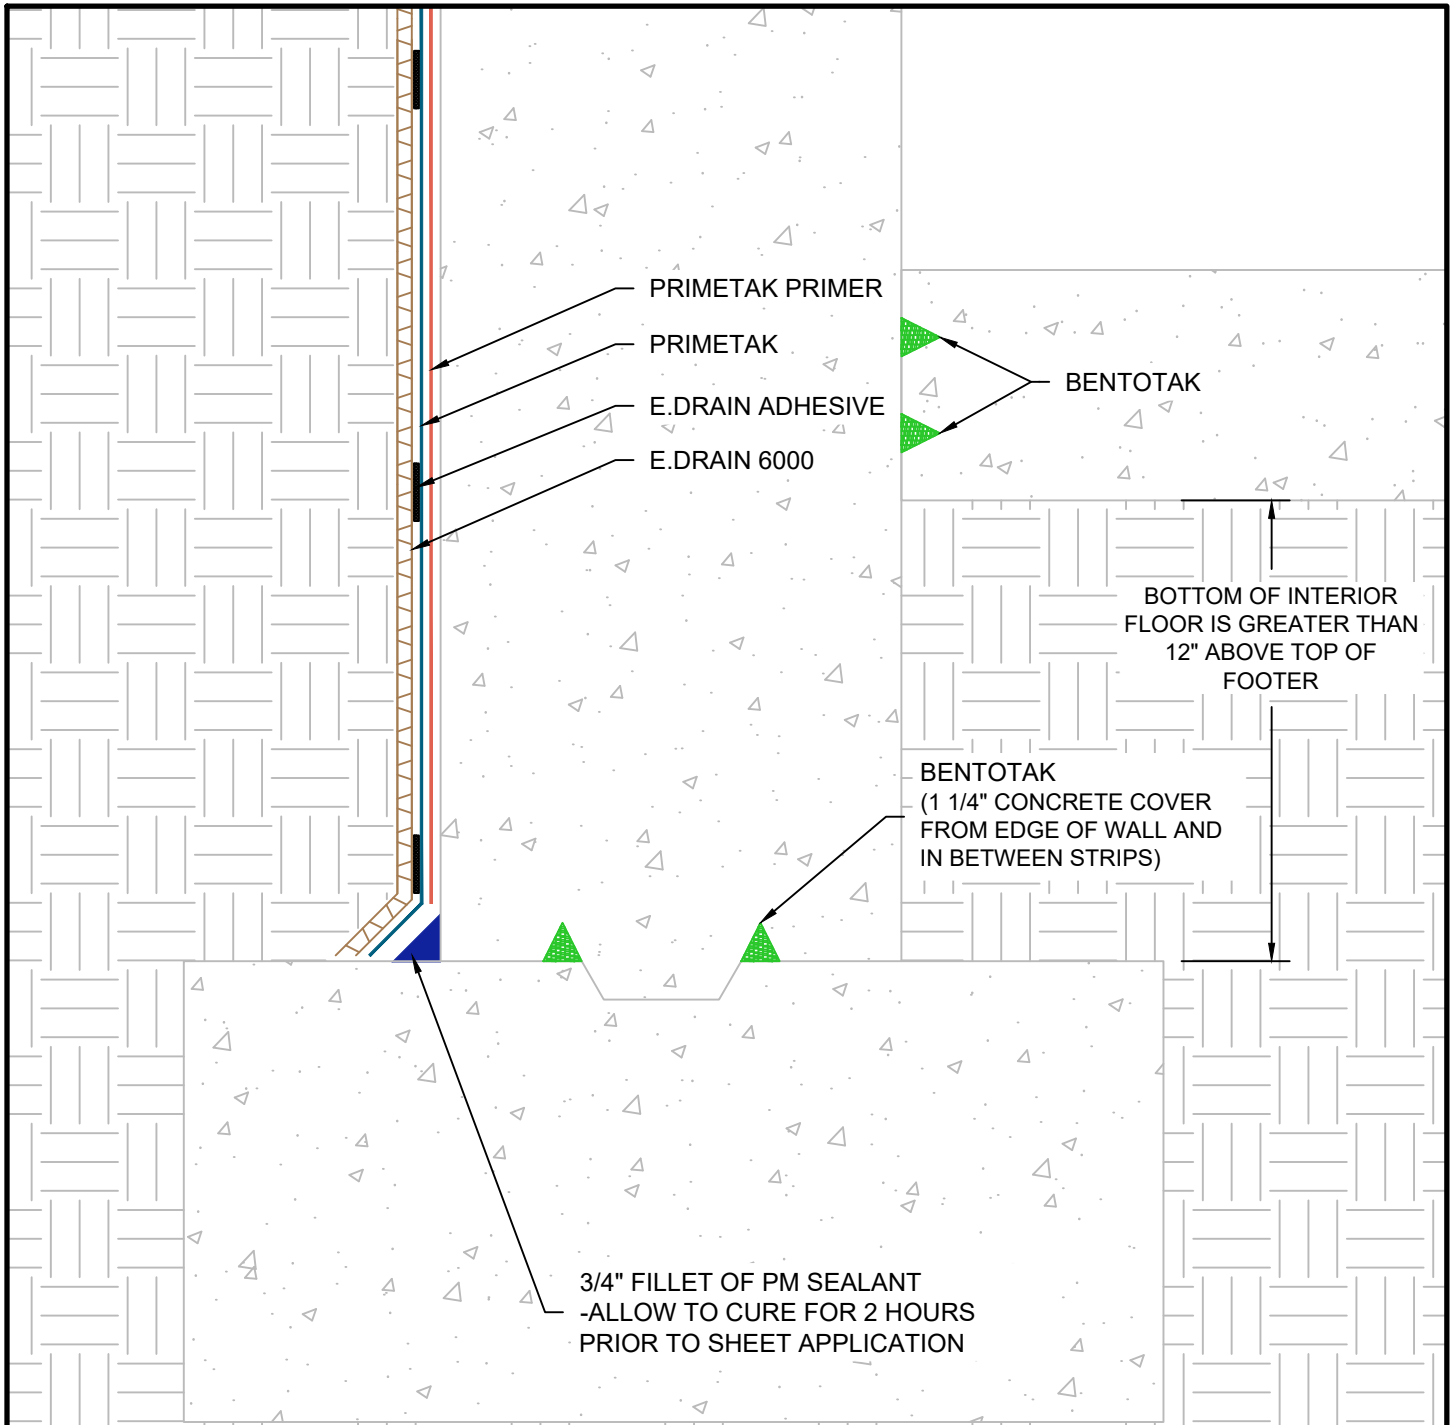 PRIMETAK PRIMER
PRIMETAK
E.DRAIN ADHESIVE
E.DRAIN 6000
BENTOTAK
BOTTOM OF INTERIOR
FLOOR IS GREATER THAN
12" ABOVE TOP OF
FOOTER
BENTOTAK
(1 1/4" CONCRETE COVER
FROM EDGE OF WALL AND
IN BETWEEN STRIPS)
3/4" FILLET OF PM SEALANT
-ALLOW TO CURE FOR 2 HOURS
PRIOR TO SHEET APPLICATION